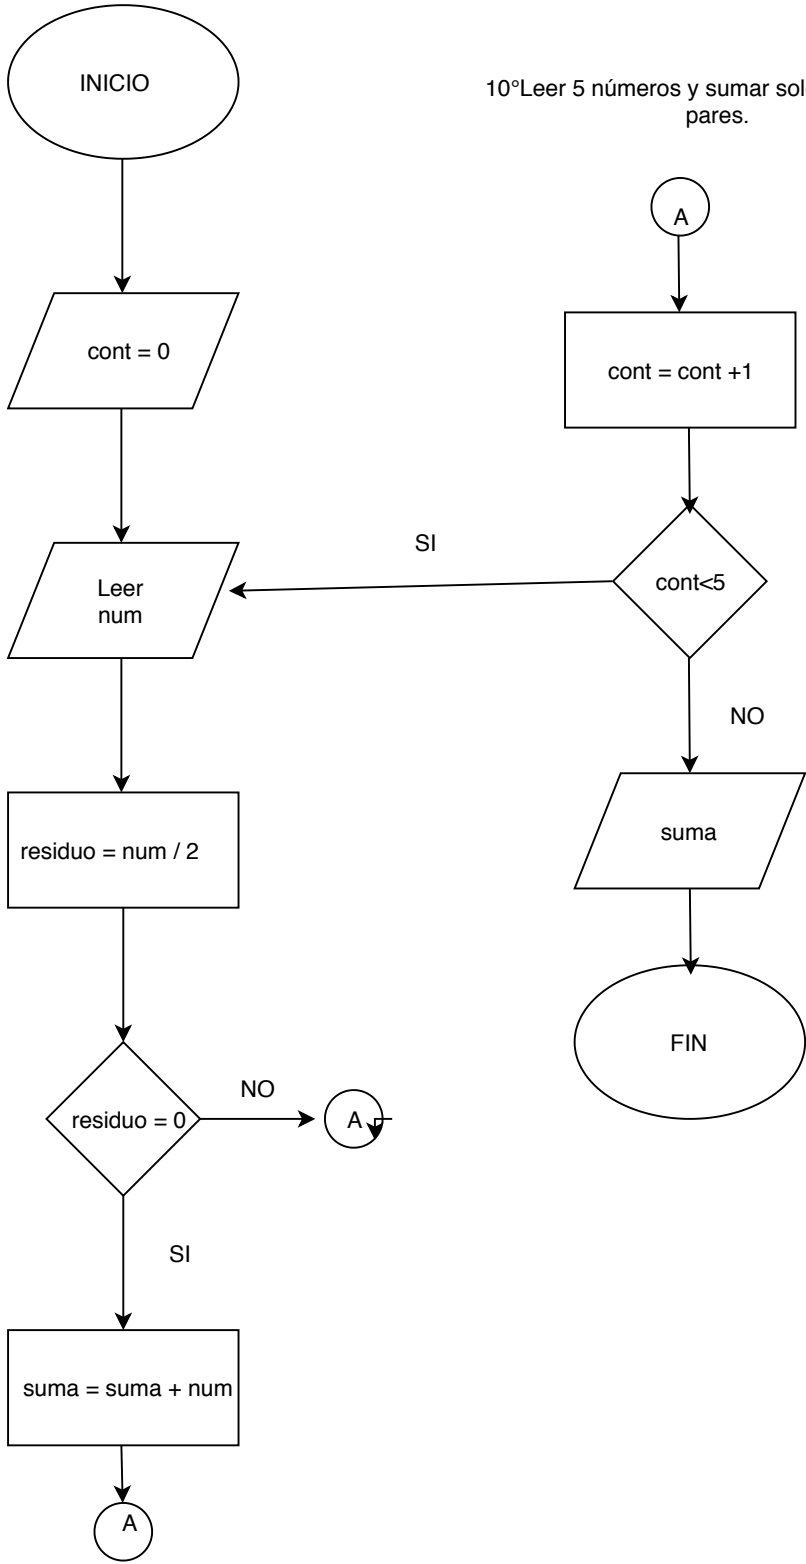 INICIO
cont = 0
Leer
num
residuo = num / 2
residuo = 0
NO
A
SI
suma = suma + num
A
10°Leer 5 números y sumar
pares.
A
cont = cont +1
cont<5
SI
NO
suma
FIN